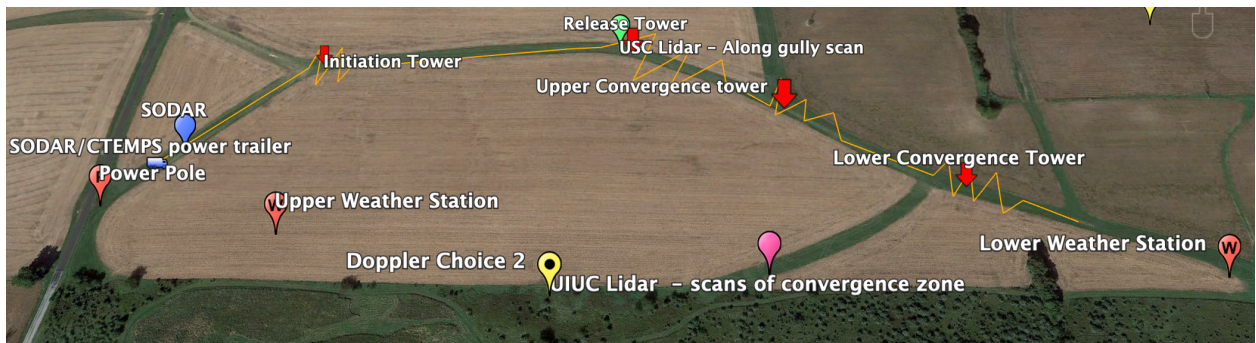 Release Tower
USC Lidar - Along gully scan
Initiation Tower
Upper Convergence tower
SODAR
SODAR/CTEMPS power trailer
Lower Convergence Tower
Power Pole
W
Upper Weather Station
Lower Weather Station
W
Doppler Choice 2
UIUC Lidar - scans of convergence zone